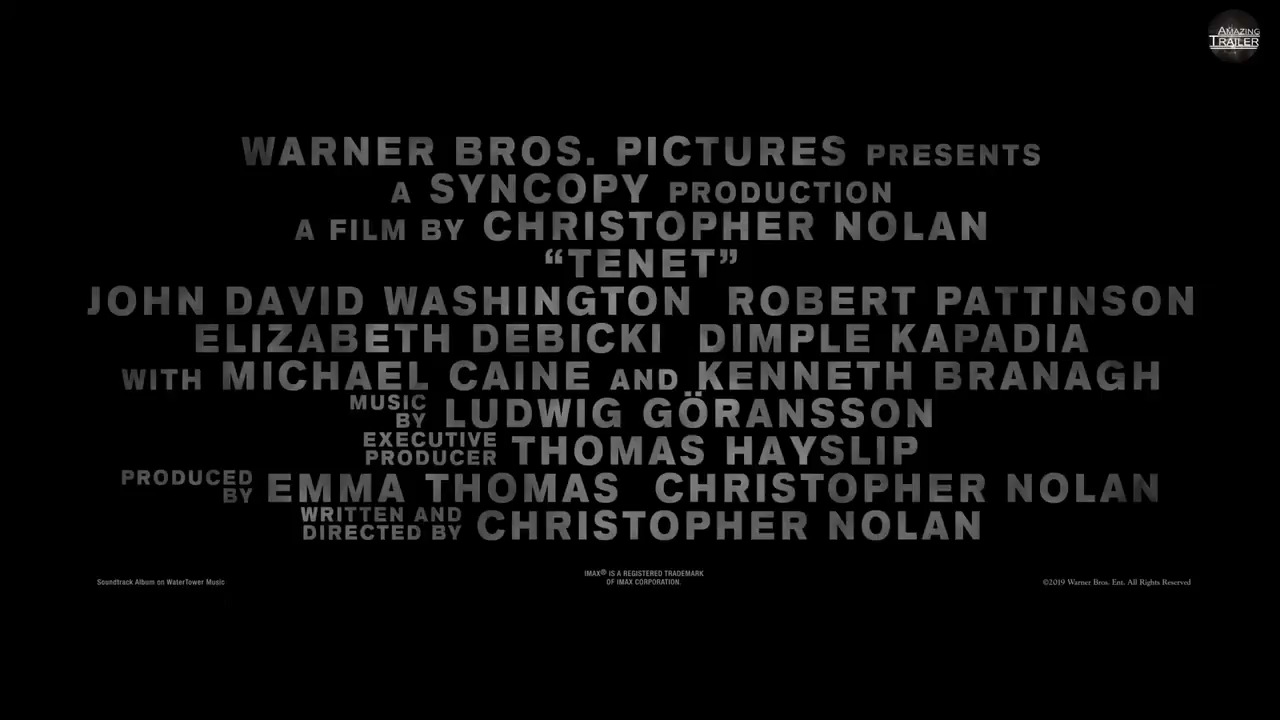 AMAZING
TRAILER
WARNER BROS. PICTURES PRESENTS
A SYNCOPY PRODUCTION
A FILM BY CHRISTOPHER NOLAN
“TENET”
JOHN DAVID WASHINGTON ROBERT PATTINSON
ELIZABETH DEBICKI DIMPLE KAPADIA
WITH MICHAEL CAINE AND KENNETH BRANAGH
MUSIC BY LUDWIG GÖRANSSON
EXECUTIVE PRODUCER THOMAS HAYSLIP
PRODUCED BY EMMA THOMAS CHRISTOPHER NOLAN
WRITTEN AND DIRECTED BY CHRISTOPHER NOLAN
Soundtrack Album on WaterTower Music
IMAX® IS A REGISTERED TRADEMARK
OF IMAX CORPORATION.
©2019 Warner Bros. Ent. All Rights Reserved